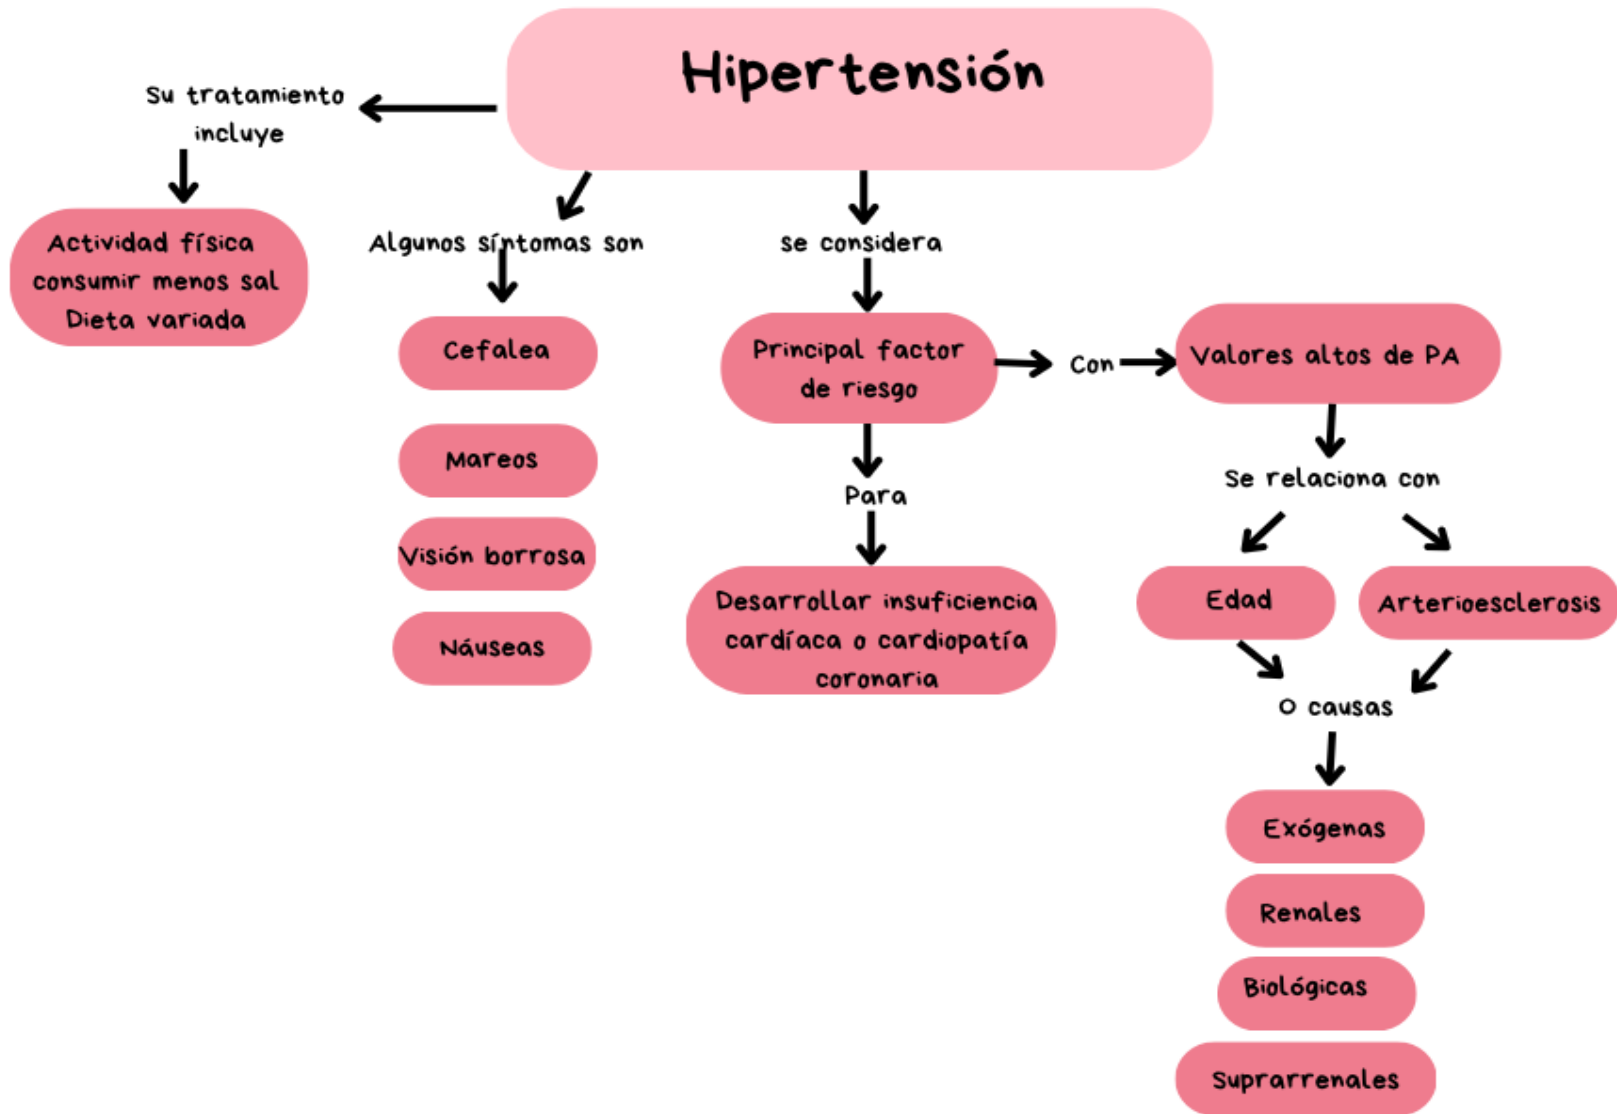 Hipertensión
Su tratamiento
incluye
Actividad física
consumir menos sal
Dieta variada
Algunos síntomas son
Cefalea
Mareos
Visión borrosa
Náuseas
se considera
Principal factor
de riesgo
Para
Desarrollar insuficiencia
cardíaca o cardiopatía
coronaria
Con
Valores altos de PA
Se relaciona con
Edad
Arterioesclerosis
O causas
Exógenas
Renales
Biológicas
Suprarrenales